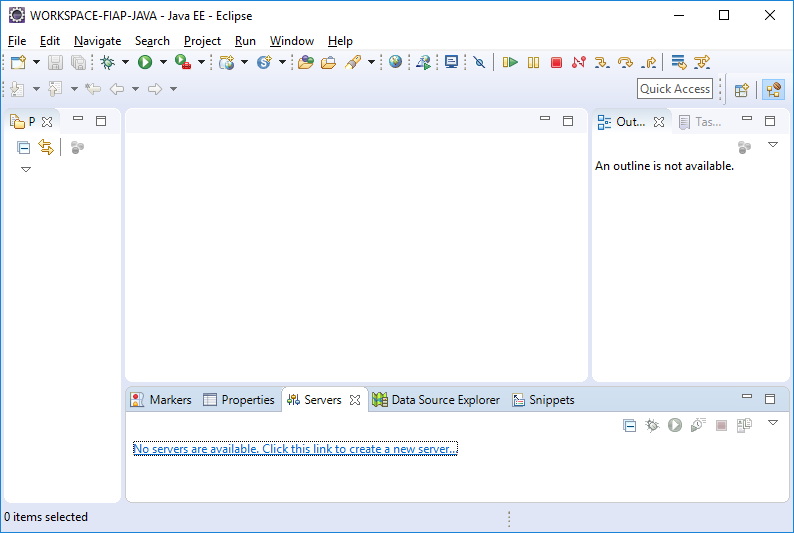 WORKSPACE-FIAP-JAVA - Java EE - Eclipse
File Edit Navigate Search Project Run Window Help
Quick Access
P
Out...
Tas...
An outline is not available.
Markers Properties Servers Data Source Explorer Snippets
No servers are available. Click this link to create a new server...
0 items selected